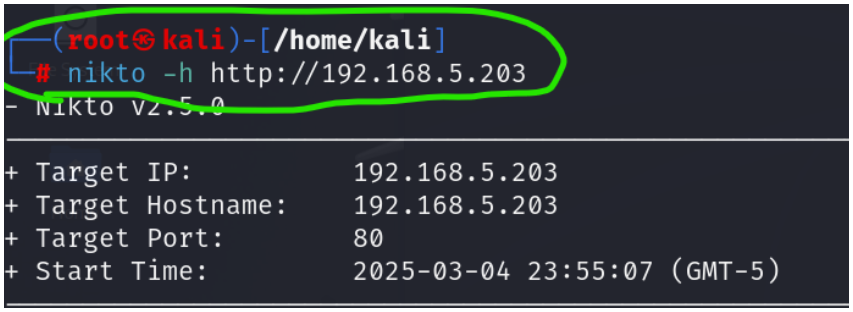 ┌──(root㉿kali)-[/home/kali]
└─# nikto -h http://192.168.5.203
- Nikto v2.5.0
+ Target IP: 192.168.5.203
+ Target Hostname: 192.168.5.203
+ Target Port: 80
+ Start Time: 2025-03-04 23:55:07 (GMT-5)